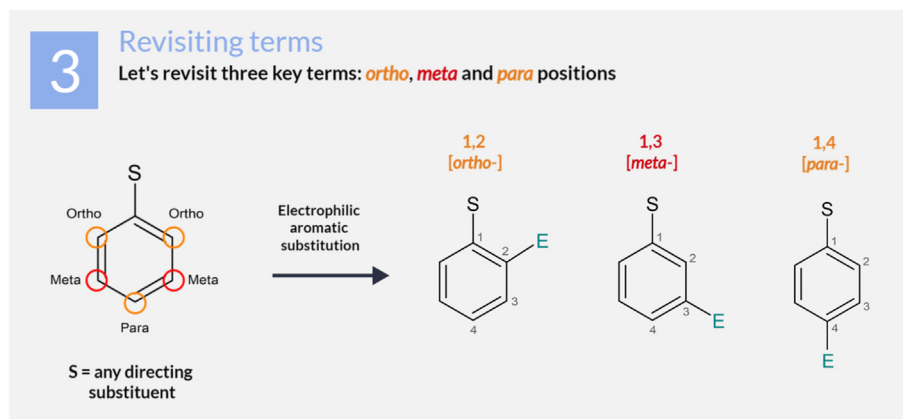 3
Revisiting terms
Let's revisit three key terms: ortho, meta and para positions
1,2
[ortho-]
1,3
[meta-]
1,4
[para-]
S
Ortho
Ortho
Meta
Meta
Para
S = any directing
substituent
Electrophilic
aromatic
substitution
S
1
2
E
3
4
S
1
2
3
E
4
S
1
2
3
4
E